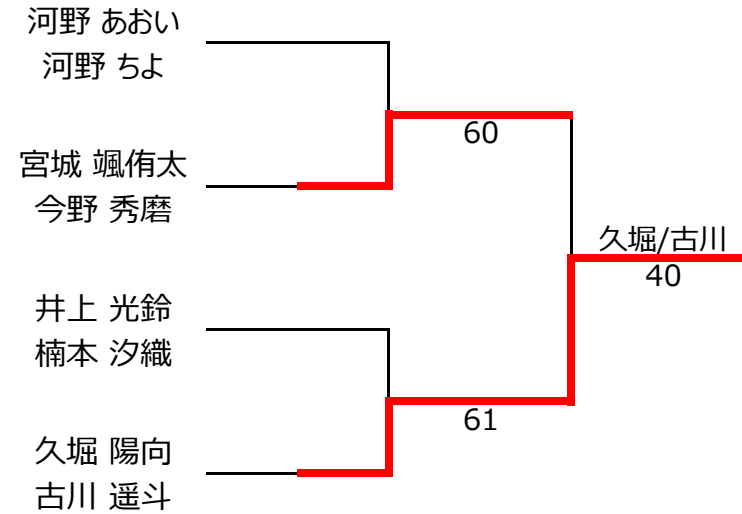 河野 あおい
河野 ちよ
60
宮城 颯侑太
今野 秀磨
久堀/古川
40
井上 光鈴
楠本 汐織
61
久堀 陽向
古川 遥斗